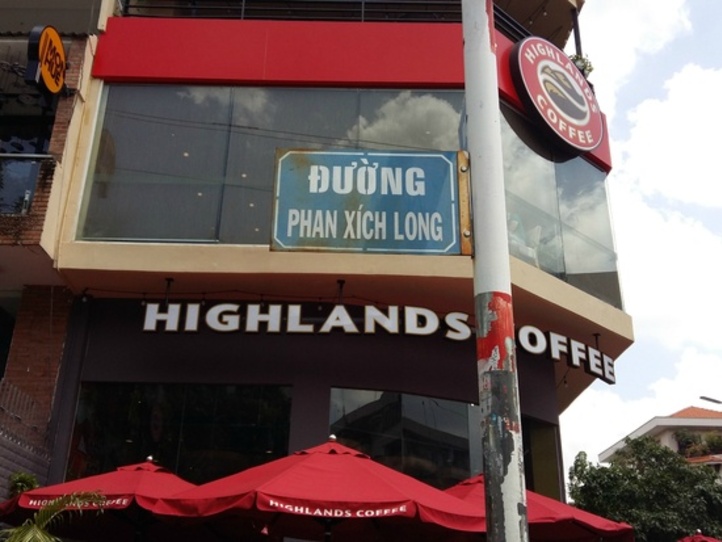 HIGHLANDS
COFFEE
ĐƯỜNG
PHAN XÍCH LONG
HIGHLANDS COFFEE
HIGHLANDS COFFEE
HIGHLANDS COFFEE